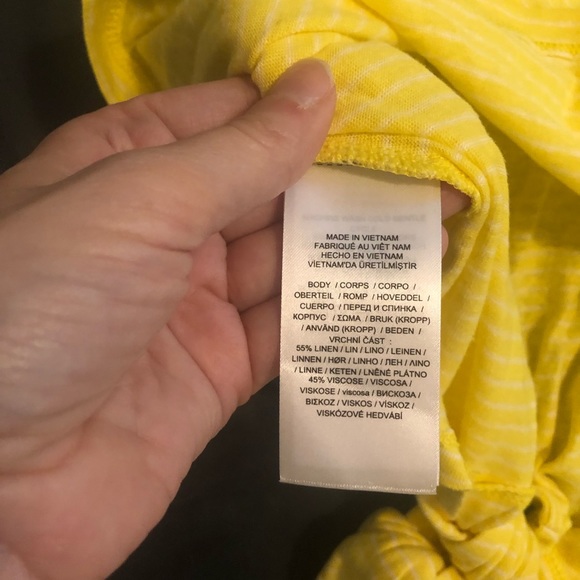 MADE IN VIETNAM
FABRIQUÉ AU VIÊT NAM
HECHO EN VIETNAM
VİETNAM'DA ÜRETİLMİŞTİR
BODY / CORPS / CORPO /
OBERTEIL / ROMP / HOVEDDEL /
CUERPO / ПЕРЕД И СПИНКА /
КОРПУС / ΣΩΜΑ / BRUK (KROPP)
/ ANVÄND (KROPP) / BEDEN /
VRCHNÍ ČÁST :
55% LINEN / LIN / LINO / LEINEN /
LINNEN / HØR / LINHO / ЛЕН / ΛΙΝΟ
/ LINNE / KETEN / LNĚNÉ PLÁTNO
/ 45% VISCOSE / VISCOSA /
VISKOSE / viscosa / ВИСКОЗА /
ΒΙΣΚΟΖ / VISKOS / VİSKOZ /
VISKÓZOVÉ HEDVÁBÍ